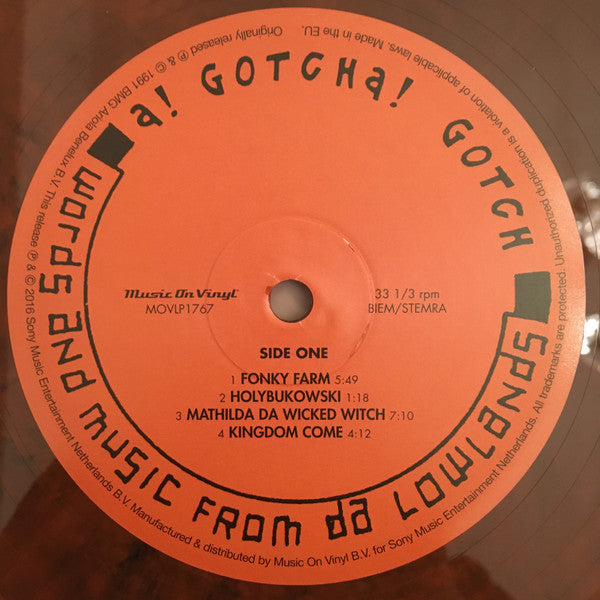 GOTCHa! GOTCHa!
WORDS AND MUSIC FROM Da LOWLaNDS
Music On Vinyl
MOVLP1767
33 1/3 rpm
BIEM/STEMRA
SIDE ONE
1 FONKY FARM 5:49
2 HOLYBUKOWSKI 1:18
3 MATHILDA DA WICKED WITCH 7:10
4 KINGDOM COME 4:12
Originally released ℗ & © 1991 BMG Ariola Benelux B.V. This release ℗ & © 2016 Sony Music Entertainment Netherlands B.V. Manufactured & distributed by Music On Vinyl B.V. for Sony Music Entertainment Netherlands. All trademarks are protected. Unauthorized duplication is a violation of applicable laws. Made in the EU.